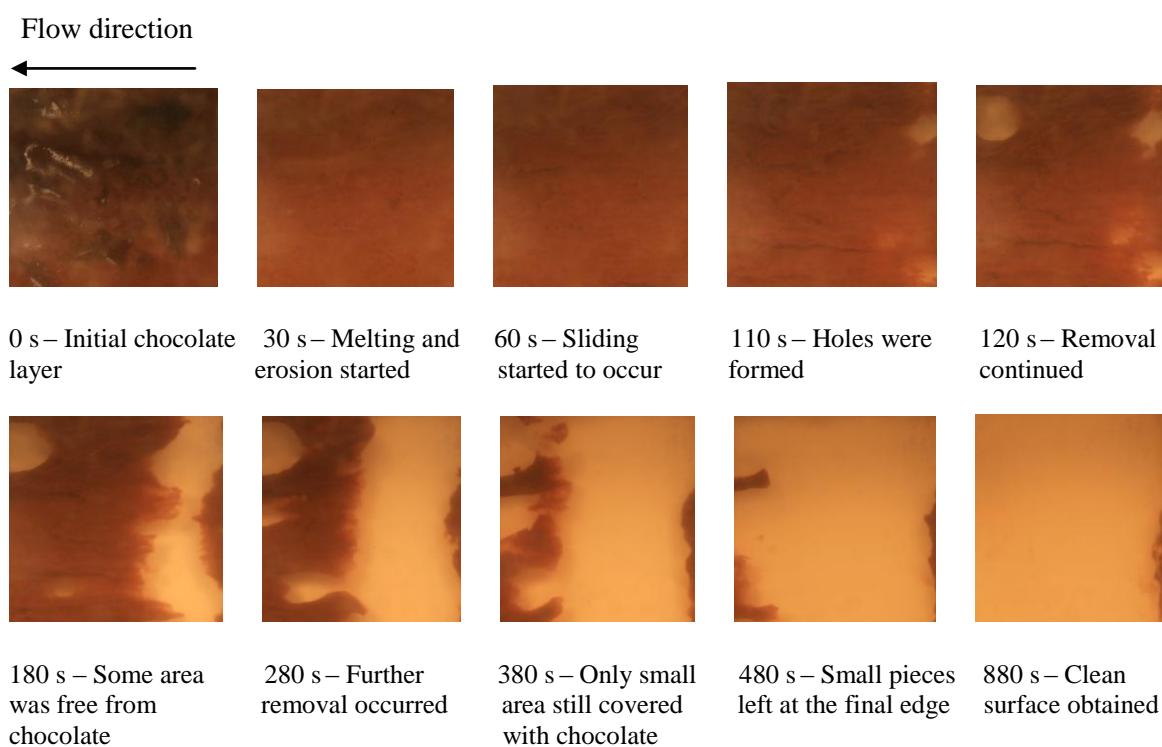 Flow direction
0 s – Initial chocolate layer
30 s – Melting and erosion started
60 s – Sliding started to occur
110 s – Holes were formed
120 s – Removal continued
180 s – Some area was free from chocolate
280 s – Further removal occurred
380 s – Only small area still covered with chocolate
480 s – Small pieces left at the final edge
880 s – Clean surface obtained